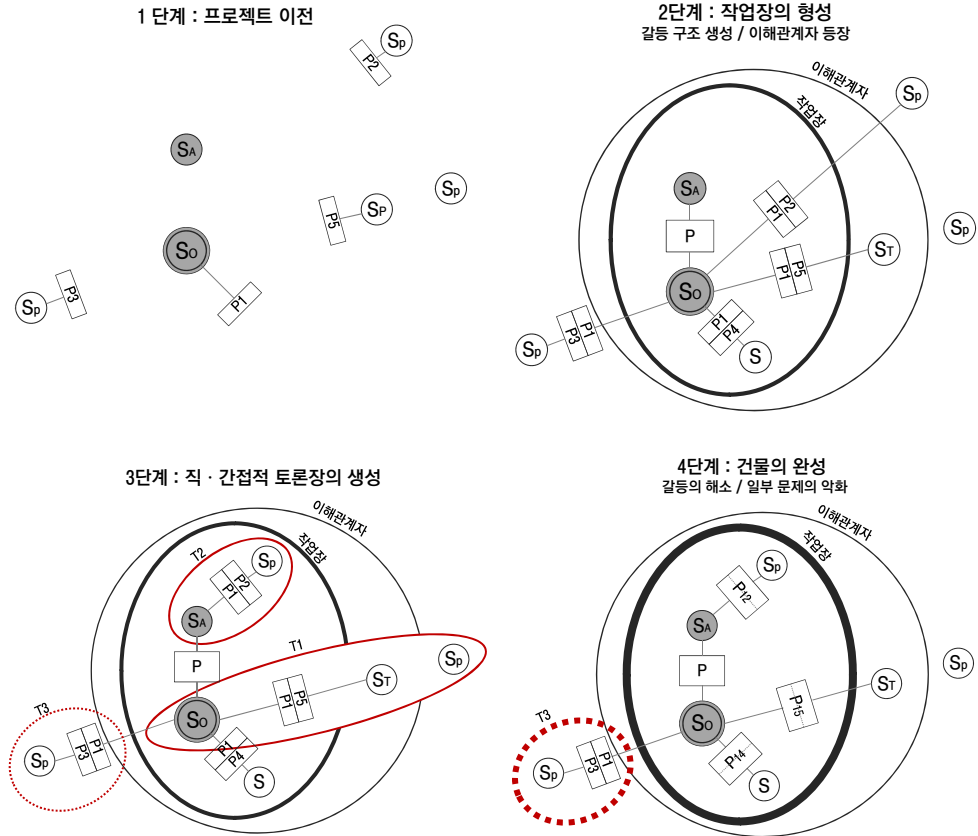 1 단계 : 프로젝트 이전
Sp
P2
SA
Sp
SP
P5
So
P3
Sp
P1
2단계 : 작업장의 형성
갈등 구조 생성 / 이해관계자 등장
이해관계자
작업장
Sp
SA
P2
P1
P
Sp
ST
P5
P1
So
P1
P4
P1
P3
Sp
S
3단계 : 직 · 간접적 토론장의 생성
이해관계자
작업장
T2
Sp
P2
P1
SA
T1
P
Sp
ST
P5
P1
T3
So
P1
P4
P1
P3
Sp
S
4단계 : 건물의 완성
갈등의 해소 / 일부 문제의 악화
이해관계자
작업장
Sp
P12
SA
P
Sp
ST
P15
T3
So
P14
P1
P3
Sp
S